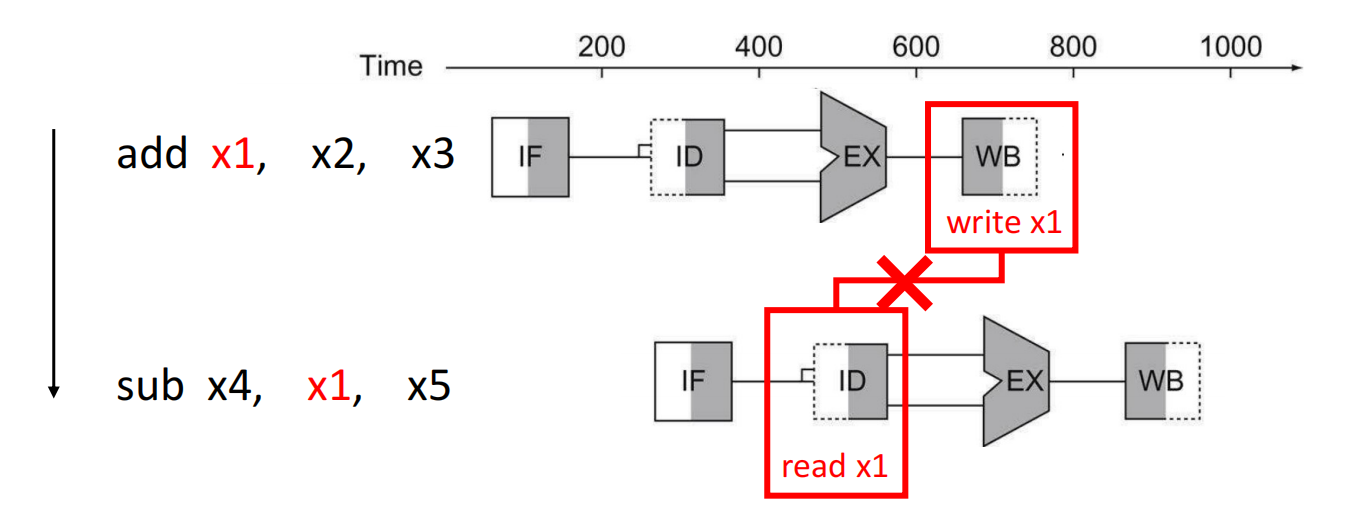 Time 200 400 600 800 1000
add x1, x2, x3 IF ID EX WB
write x1
sub x4, x1, x5 IF ID EX WB
read x1